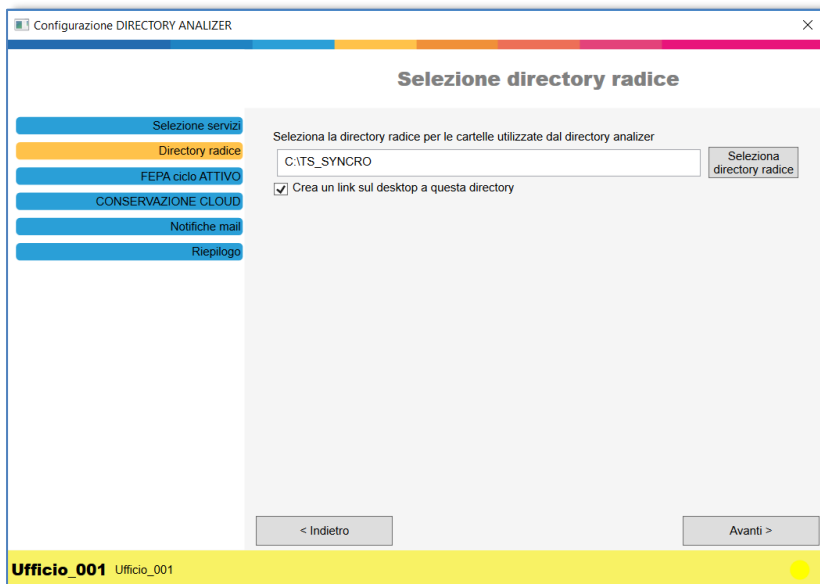 Configurazione DIRECTORY ANALIZER
Selezione directory radice
Selezione servizi
Directory radice
FEPA ciclo ATTIVO
CONSERVAZIONE CLOUD
Notifiche mail
Riepilogo
Seleziona la directory radice per le cartelle utilizzate dal directory analizer
C:\TS_SYNCRO
Seleziona
directory radice
Crea un link sul desktop a questa directory
< Indietro
Avanti >
Ufficio_001 Ufficio_001